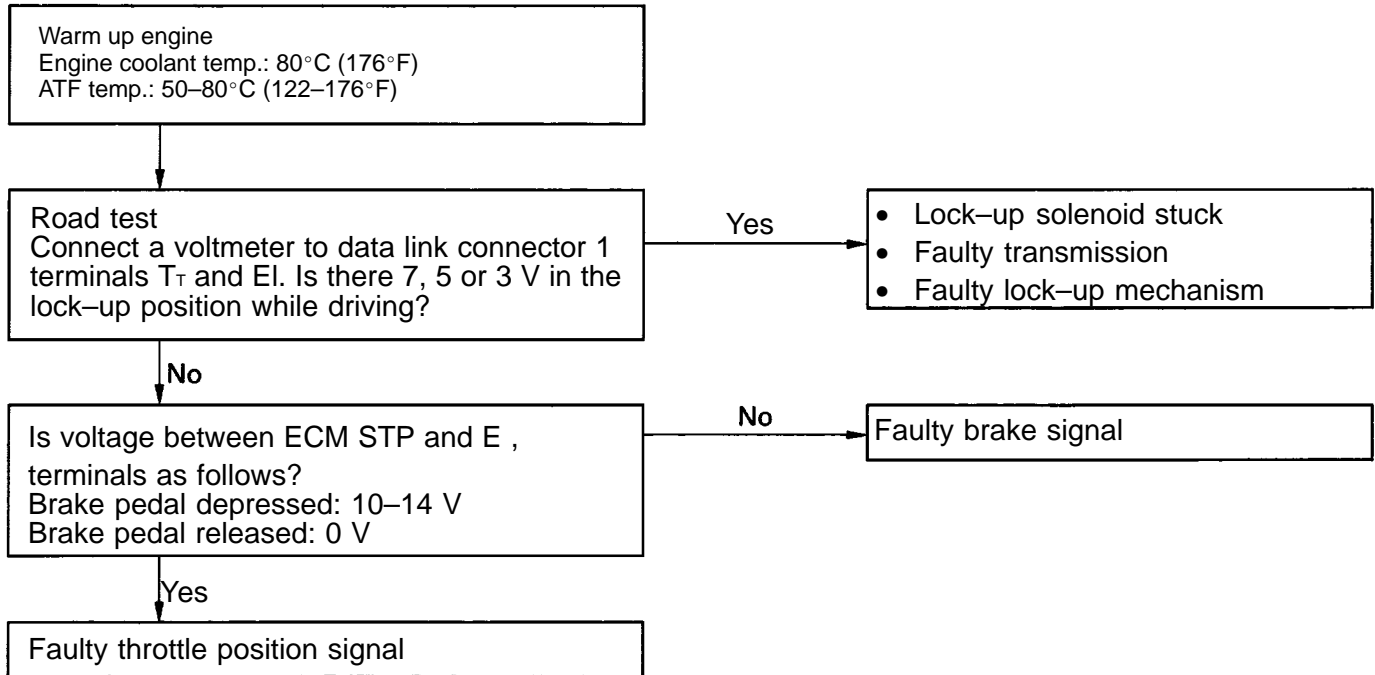 Warm up engine
Engine coolant temp.: 80°C (176°F)
ATF temp.: 50–80°C (122–176°F)
Road test
Connect a voltmeter to data link connector 1
terminals TT and El. Is there 7, 5 or 3 V in the
lock–up position while driving?
Yes
• Lock–up solenoid stuck
• Faulty transmission
• Faulty lock–up mechanism
No
Is voltage between ECM STP and E ,
terminals as follows?
Brake pedal depressed: 10–14 V
Brake pedal released: 0 V
No
Faulty brake signal
Yes
Faulty throttle position signal